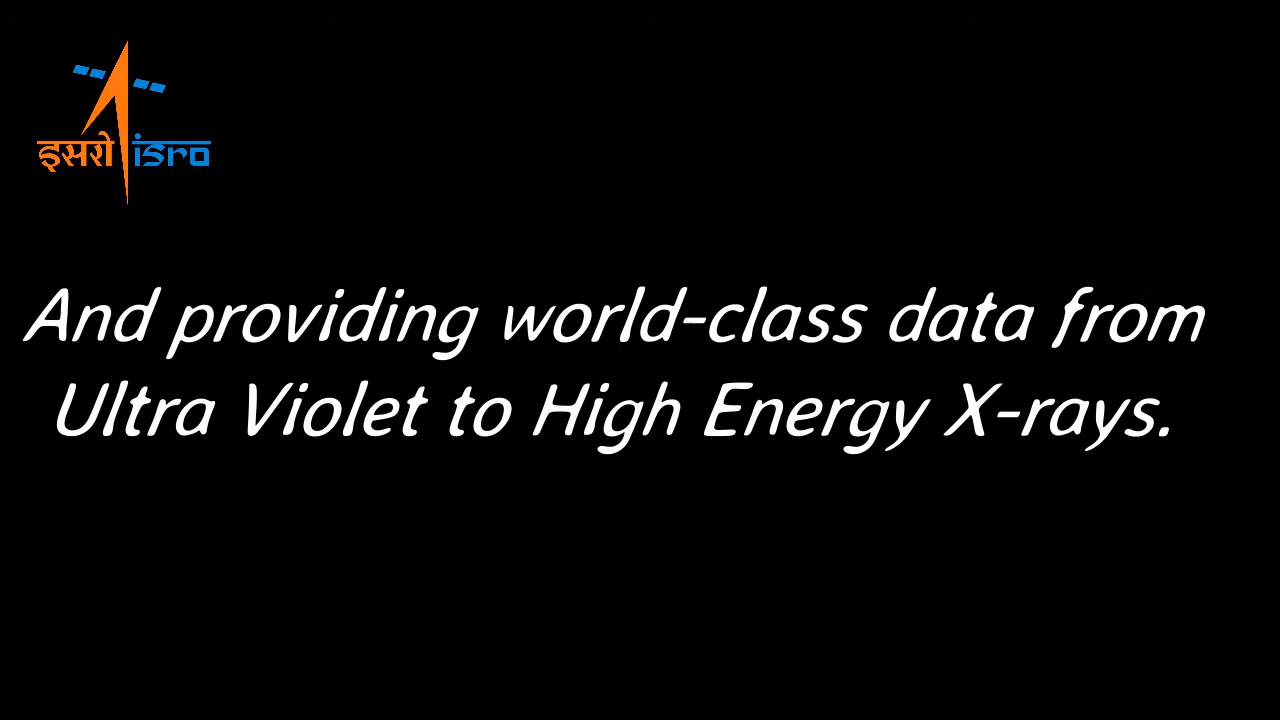 इसरो isro
And providing world-class data from
Ultra Violet to High Energy X-rays.